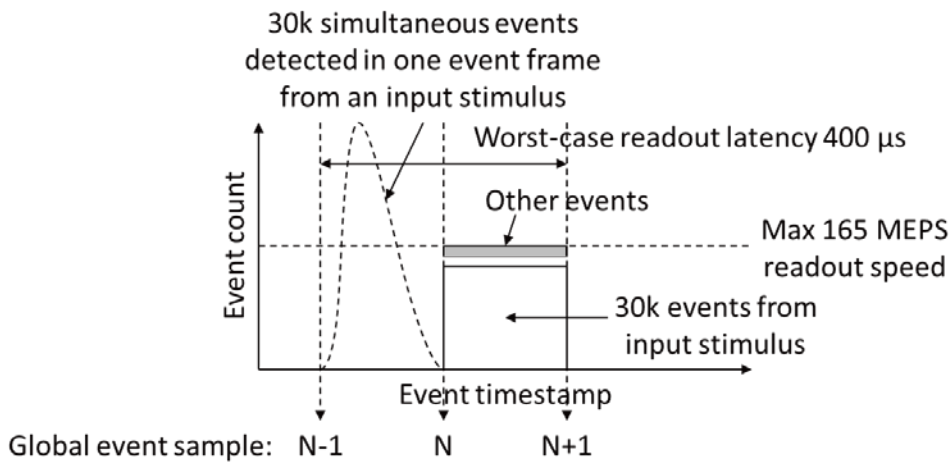 30k simultaneous events
detected in one event frame
from an input stimulus
Worst-case readout latency 400 μs
Other events
Max 165 MEPS
readout speed
30k events from
input stimulus
Event count
Event timestamp
Global event sample: N-1 N N+1